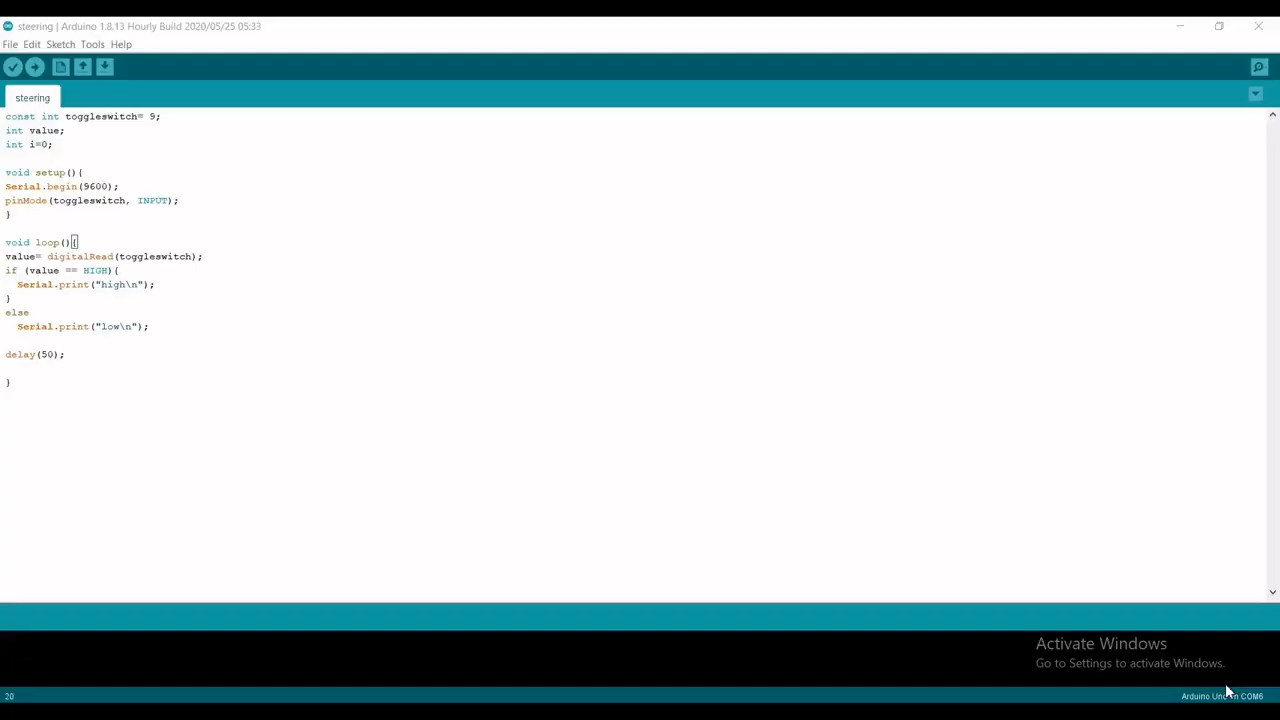 steering | Arduino 1.8.13 Hourly Build 2020/05/25 05:33
File Edit Sketch Tools Help
steering
const int toggleswitch= 9;
int value;
int i=0;
void setup(){
Serial.begin(9600);
pinMode(toggleswitch, INPUT);
}
void loop(){
value= digitalRead(toggleswitch);
if (value == HIGH){
Serial.print("high\n");
}
else
Serial.print("low\n");
delay(50);
}
Activate Windows
Go to Settings to activate Windows.
20
Arduino Uno on COM6